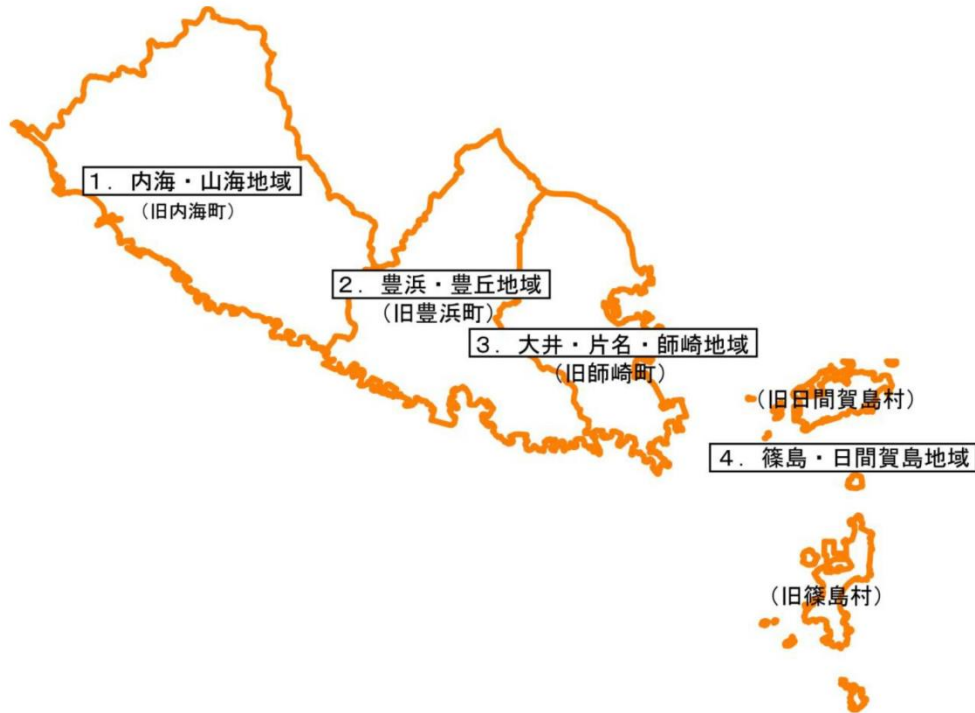 1．内海・山海地域
（旧内海町）
2．豊浜・豊丘地域
（旧豊浜町）
3．大井・片名・師崎地域
（旧師崎町）
（旧日間賀島村）
4．篠島・日間賀島地域
（旧篠島村）